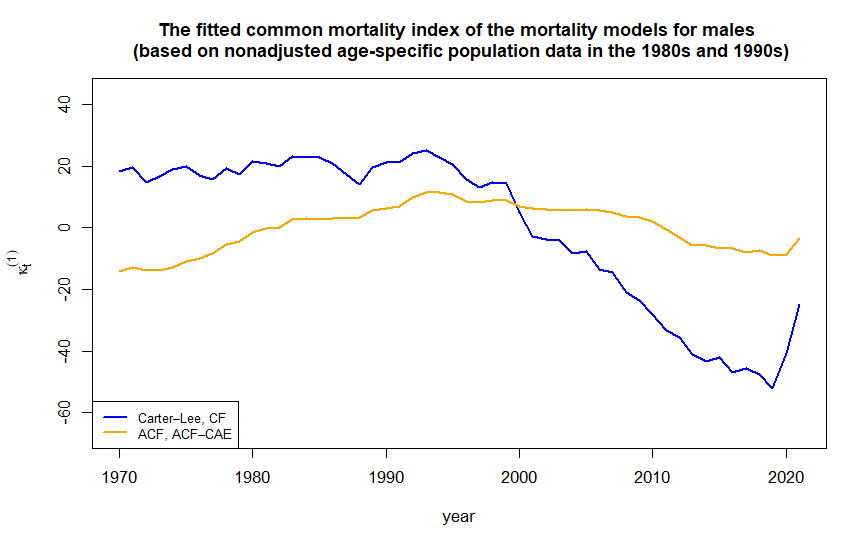 The fitted common mortality index of the mortality models for males
(based on nonadjusted age-specific population data in the 1980s and 1990s)
40
20
0
-20
-40
-60
κt(1)
Carter–Lee, CF
ACF, ACF–CAE
1970 1980 1990 2000 2010 2020
year